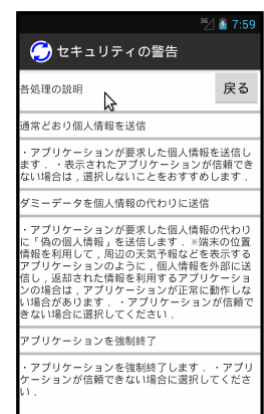 36 7:59
セキュリティの警告
各処理の説明
戻る
通常どおり個人情報を送信
・アプリケーションが要求した個人情報を送信し
ます．・表示されたアプリケーションが信頼でき
ない場合は，選択しないことをおすすめします．
ダミーデータを個人情報の代わりに送信
・アプリケーションが要求した個人情報の代わり
に「偽の個人情報」を送信します．※端末の位置
情報を利用して，周辺の天気予報などを表示する
アプリケーションのように，個人情報を外部に送
信し，返却された情報を利用するアプリケーショ
ンの場合は，アプリケーションが正常に動作しな
い場合があります．・アプリケーションが信頼で
きない場合に選択してください．
アプリケーションを強制終了
・アプリケーションを強制終了します．・アプリ
ケーションが信頼できない場合に選択してくださ
い．